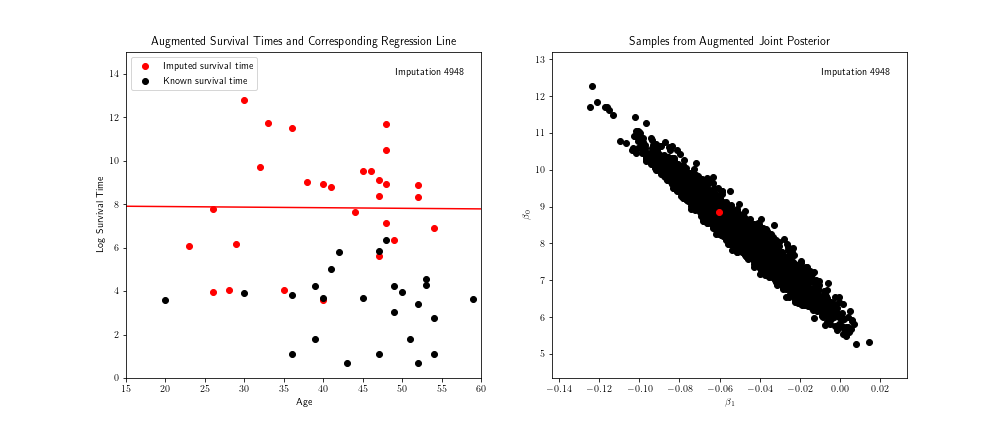 Augmented Survival Times and Corresponding Regression Line
Imputed survival time
Known survival time
Imputation 4948
14
12
10
8
6
4
2
0
Log Survival Time
15 20 25 30 35 40 45 50 55 60
Age
Samples from Augmented Joint Posterior
Imputation 4948
13
12
11
10
9
8
7
6
5
β₀
−0.14 −0.12 −0.10 −0.08 −0.06 −0.04 −0.02 0.00 0.02
β₁